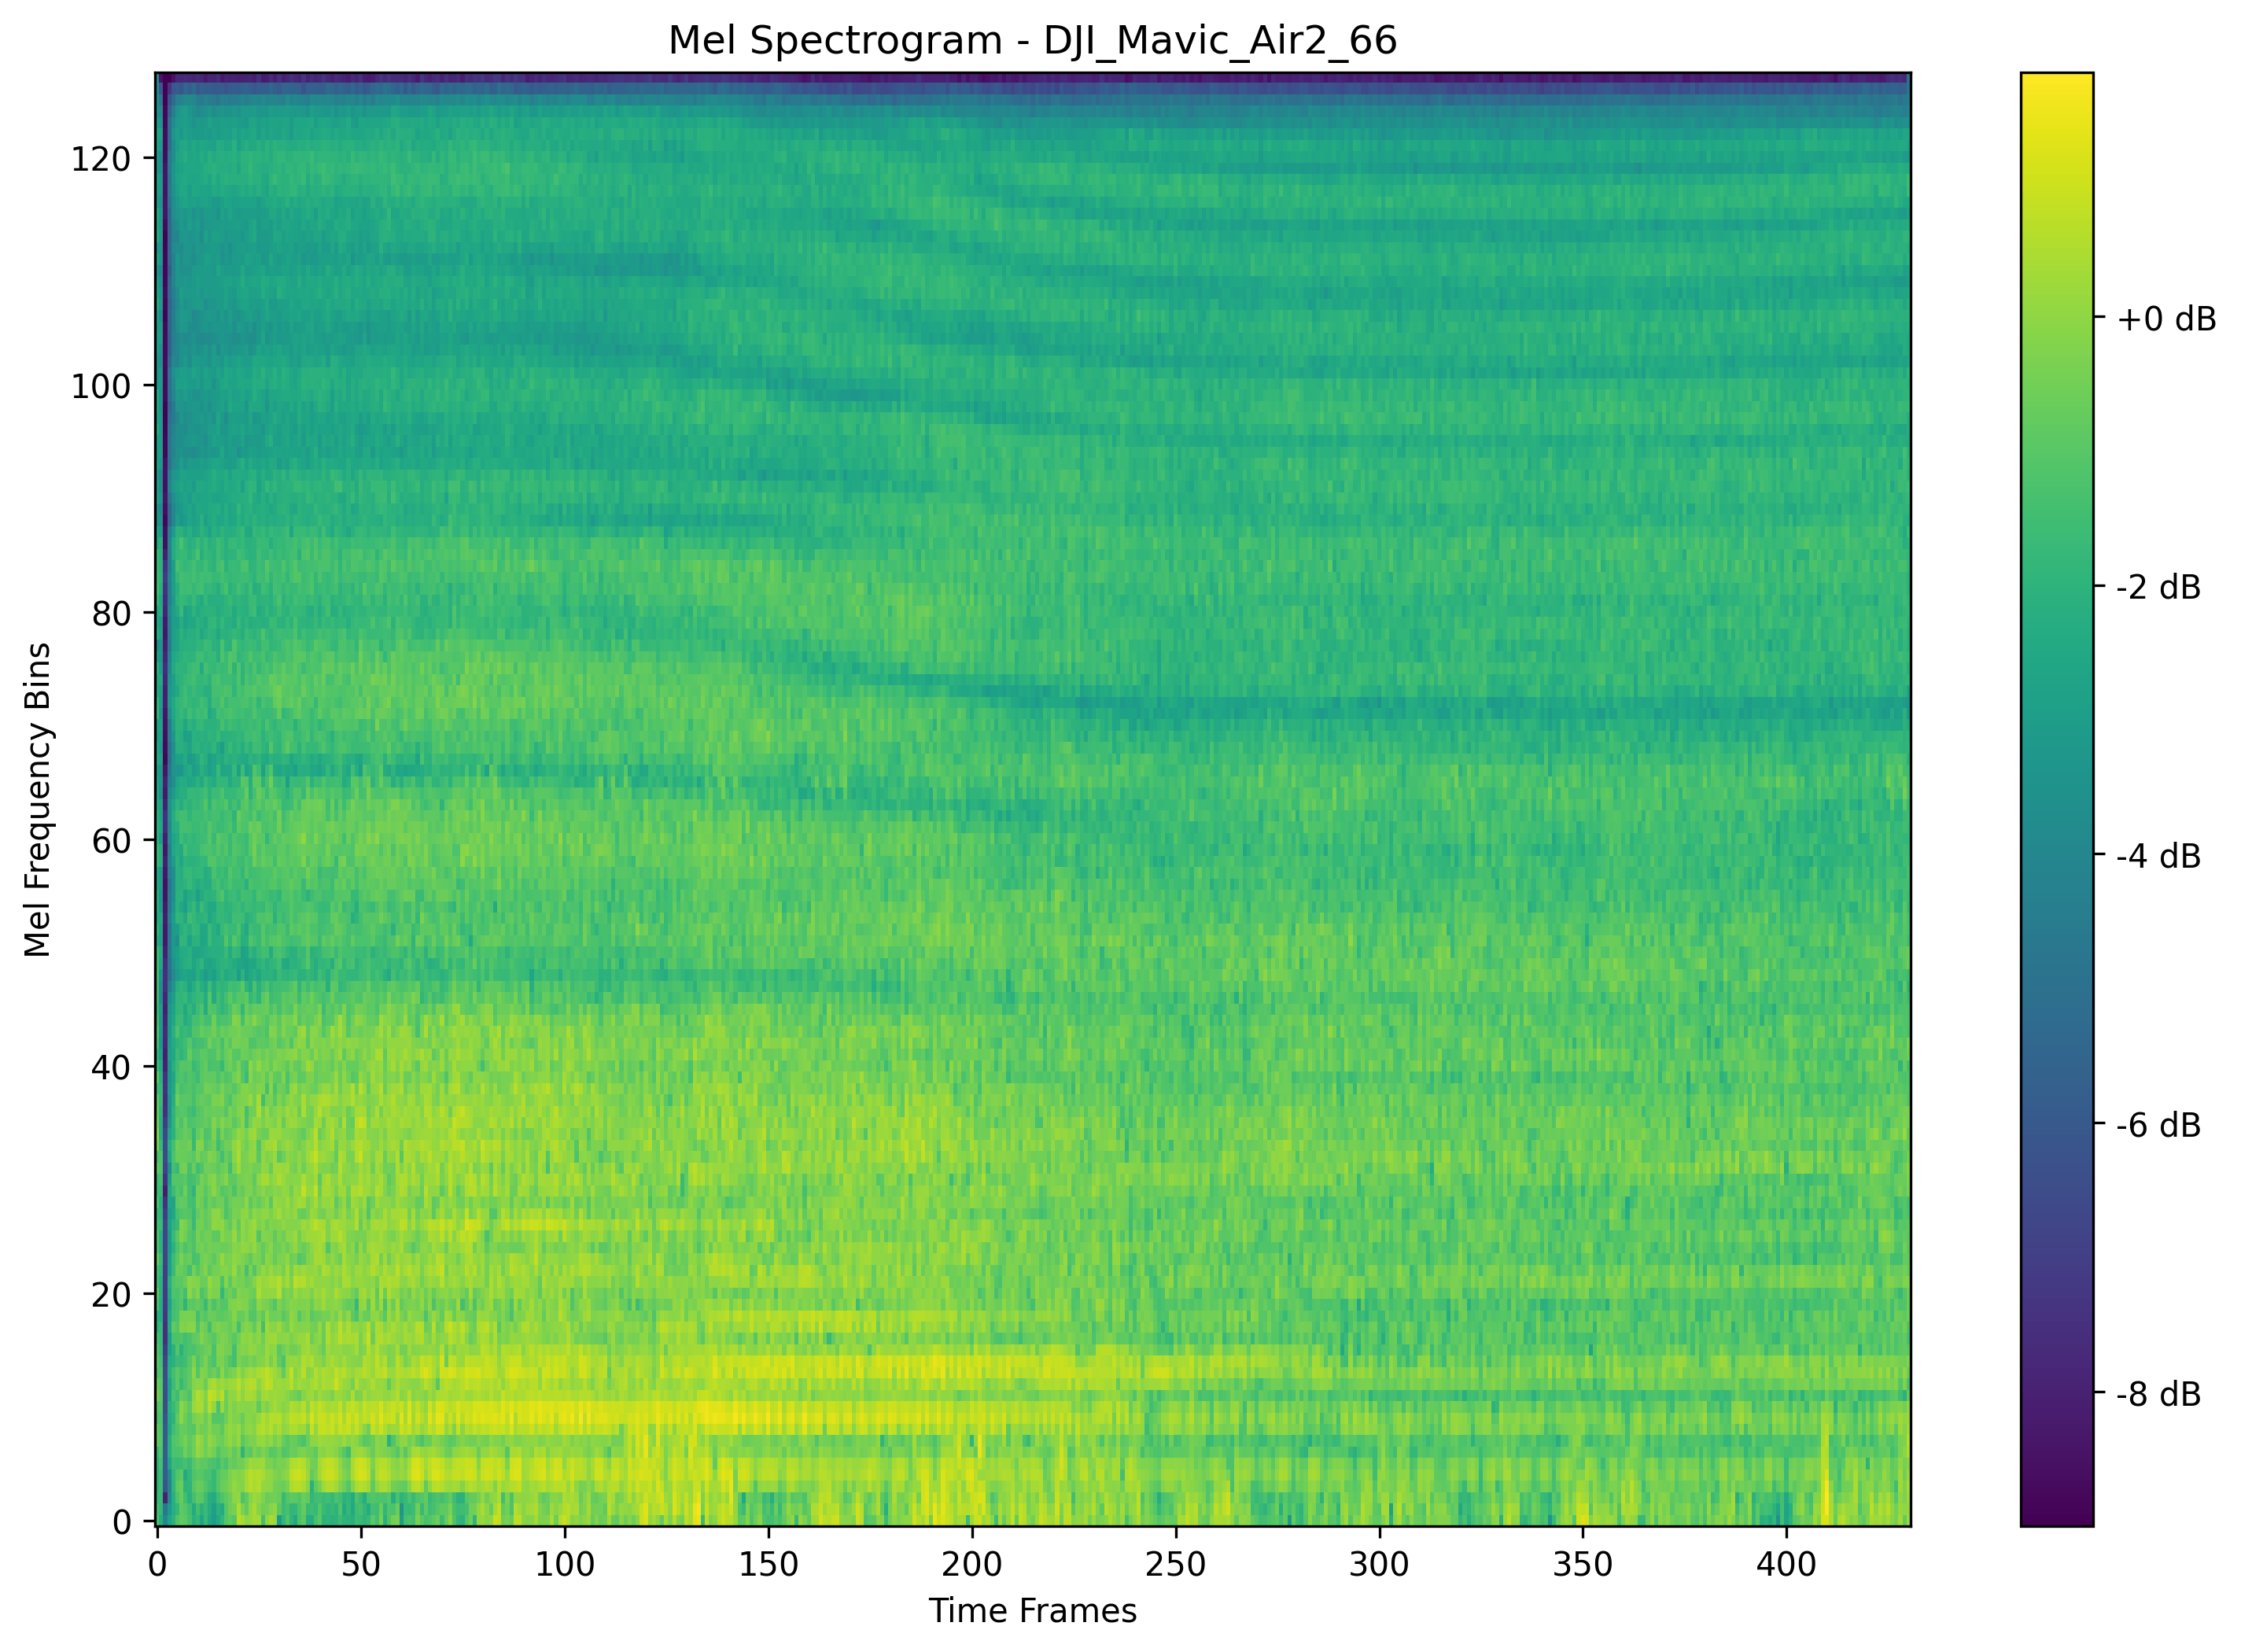 Mel Spectrogram - DJI_Mavic_Air2_66
Mel Frequency Bins
120
100
80
60
40
20
0
0 50 100 150 200 250 300 350 400
Time Frames
+0 dB
-2 dB
-4 dB
-6 dB
-8 dB